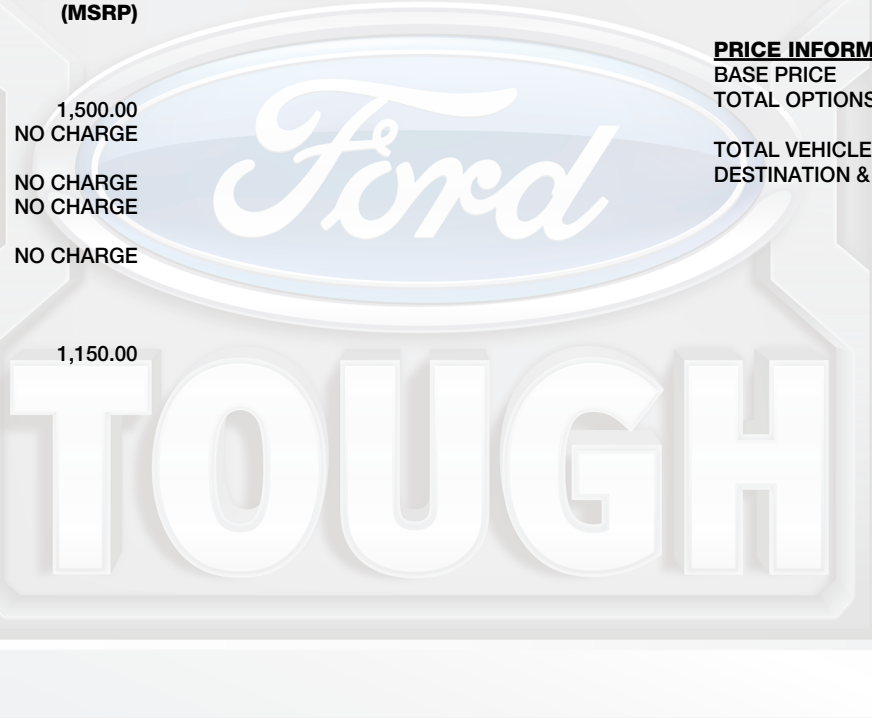 (MSRP)
1,500.00
NO CHARGE
NO CHARGE
NO CHARGE
NO CHARGE
1,150.00
PRICE INFORM
BASE PRICE
TOTAL OPTIONS
TOTAL VEHICLE
DESTINATION &
Ford
TOUGH